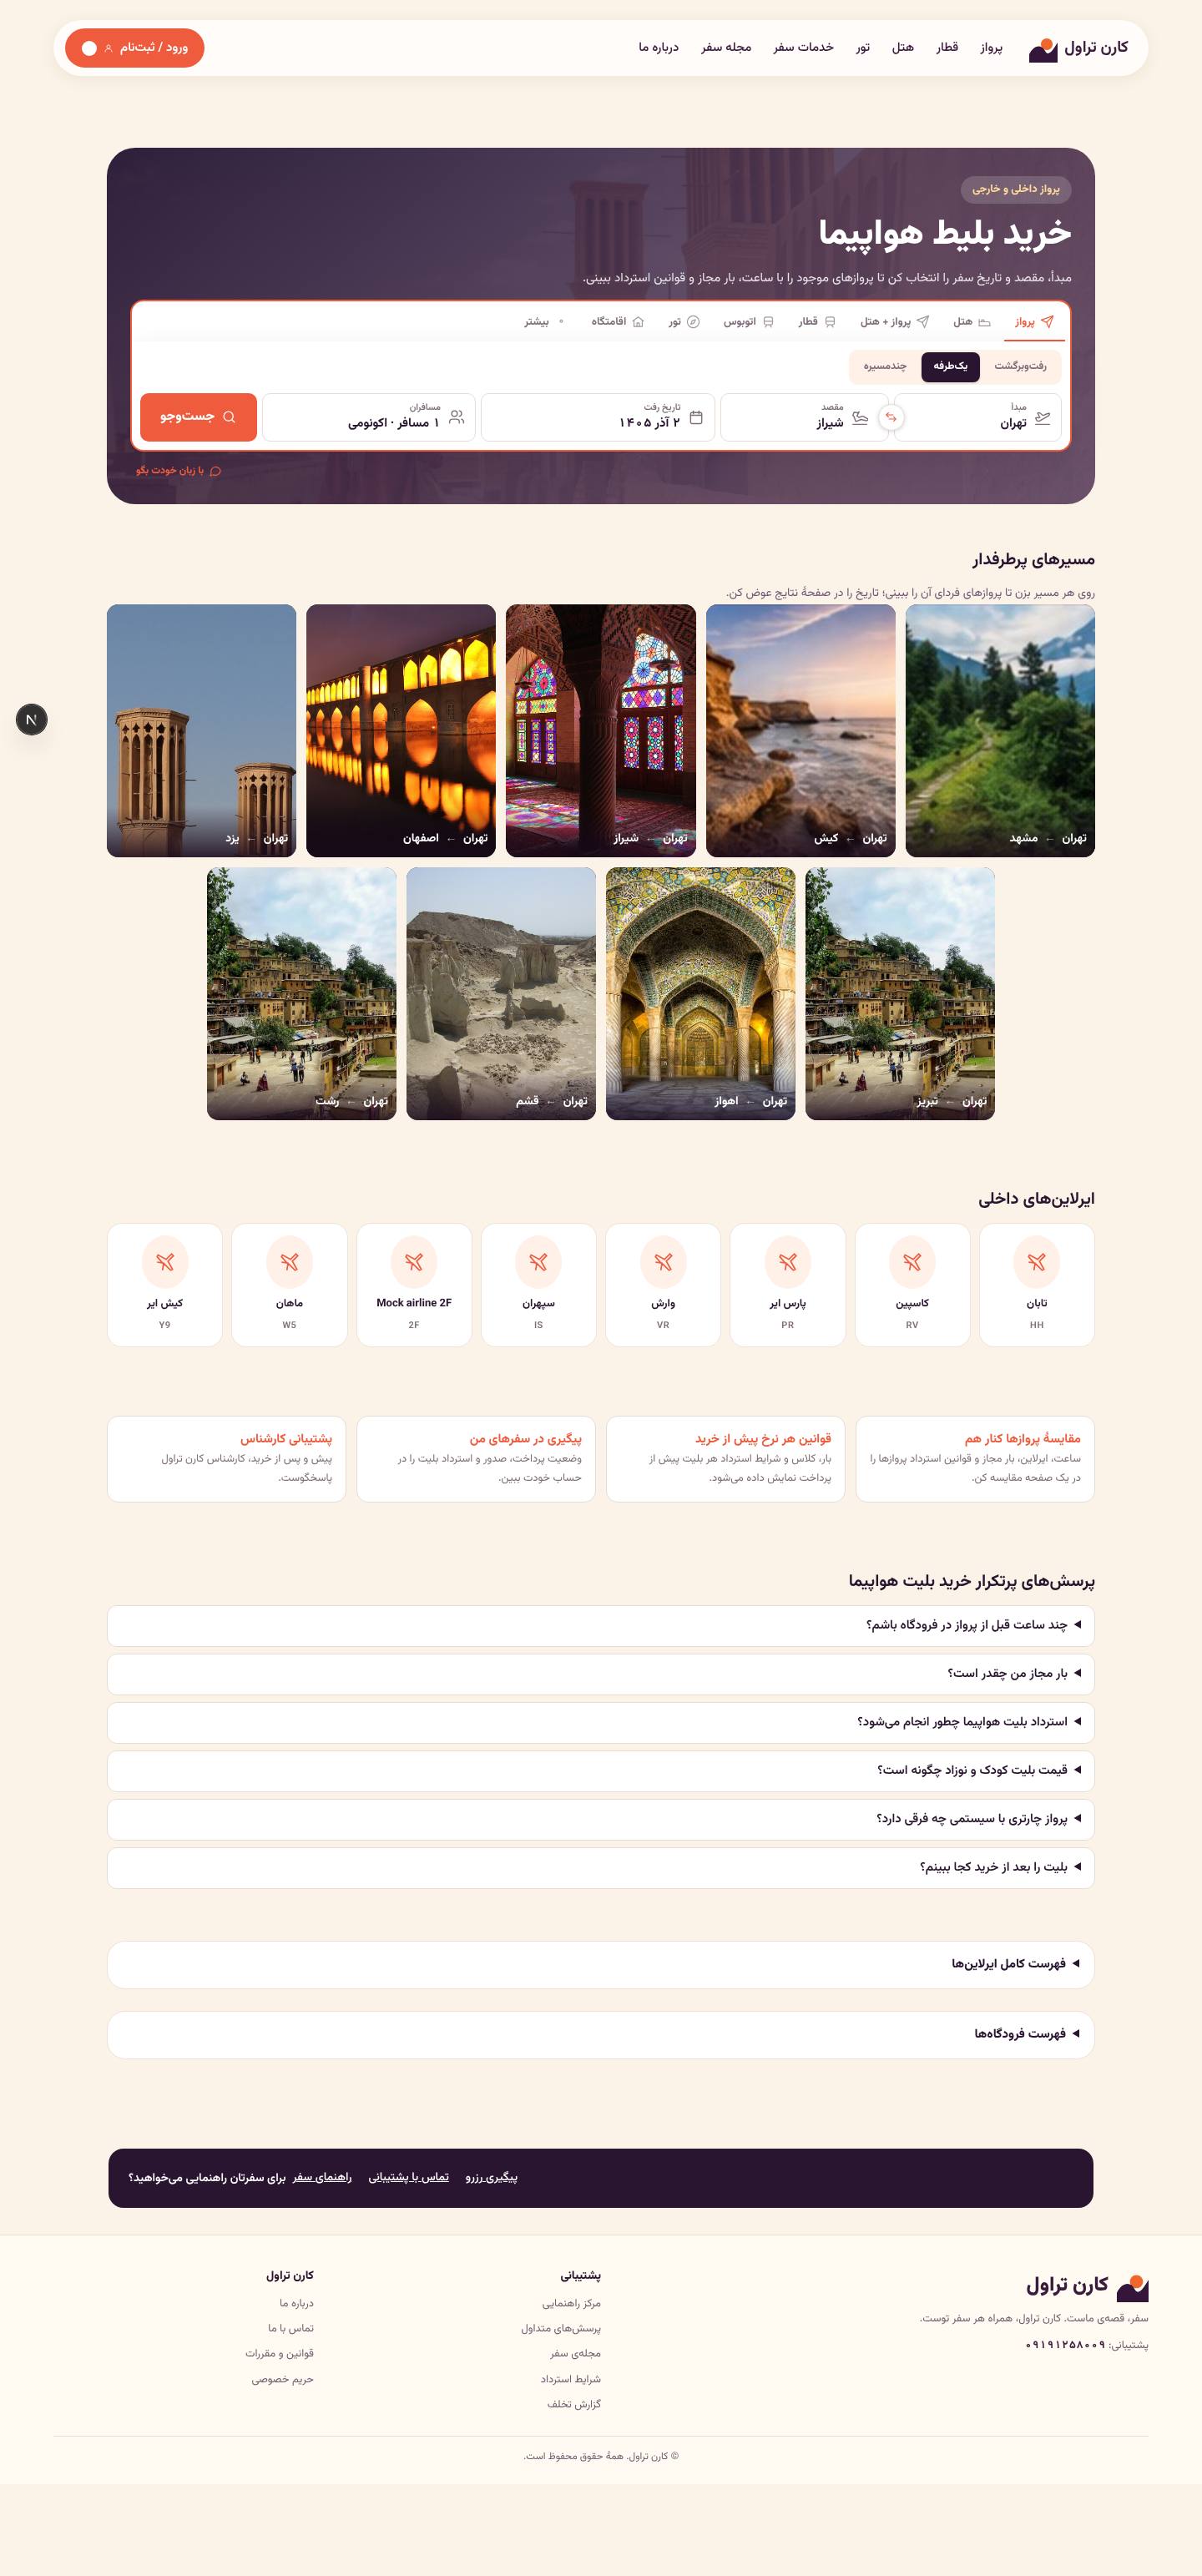 کارن تراول
پرواز
قطار
هتل
تور
خدمات سفر
مجله سفر
درباره ما
ورود / ثبت‌نام
پرواز داخلی و خارجی
خرید بلیط هواپیما
مبدأ، مقصد و تاریخ سفر را انتخاب کن تا پروازهای موجود را با ساعت، بار مجاز و قوانین استرداد ببینی.
پرواز
هتل
پرواز + هتل
قطار
اتوبوس
تور
اقامتگاه
بیشتر
رفت‌وبرگشت
یک‌طرفه
چندمسیره
مبدأ
تهران
مقصد
شیراز
تاریخ رفت
۲ آذر ۱۴۰۵
مسافران
۱ مسافر · اکونومی
جست‌وجو
با زبان خودت بگو
مسیرهای پرطرفدار
روی هر مسیر بزن تا پروازهای فردای آن را ببینی؛ تاریخ را در صفحهٔ نتایج عوض کن.
تهران ← مشهد
تهران ← کیش
تهران ← شیراز
تهران ← اصفهان
تهران ← یزد
تهران ← تبریز
تهران ← اهواز
تهران ← قشم
تهران ← رشت
ایرلاین‌های داخلی
تابان
HH
کاسپین
RV
پارس ایر
PR
وارش
VR
سپهران
IS
Mock airline 2F
2F
ماهان
W5
کیش ایر
Y9
مقایسهٔ پروازها کنار هم
ساعت، ایرلاین، بار مجاز و قوانین استرداد پروازها را
در یک صفحه مقایسه کن.
قوانین هر نرخ پیش از خرید
بار، کلاس و شرایط استرداد هر بلیت پیش از
پرداخت نمایش داده می‌شود.
پیگیری در سفرهای من
وضعیت پرداخت، صدور و استرداد بلیت را در
حساب خودت ببین.
پشتیبانی کارشناس
پیش و پس از خرید، کارشناس کارن تراول
پاسخگوست.
پرسش‌های پرتکرار خرید بلیت هواپیما
چند ساعت قبل از پرواز در فرودگاه باشم؟
بار مجاز من چقدر است؟
استرداد بلیت هواپیما چطور انجام می‌شود؟
قیمت بلیت کودک و نوزاد چگونه است؟
پرواز چارتری با سیستمی چه فرقی دارد؟
بلیت را بعد از خرید کجا ببینم؟
فهرست کامل ایرلاین‌ها
فهرست فرودگاه‌ها
پیگیری رزرو
تماس با پشتیبانی
راهنمای سفر
برای سفرتان راهنمایی می‌خواهید؟
کارن تراول
سفر، قصه‌ی ماست. کارن تراول، همراه هر سفر توست.
پشتیبانی: ۰۹۱۹۱۲۵۸۰۰۹
پشتیبانی
مرکز راهنمایی
پرسش‌های متداول
مجله‌ی سفر
شرایط استرداد
گزارش تخلف
کارن تراول
درباره ما
تماس با ما
قوانین و مقررات
حریم خصوصی
© کارن تراول. همهٔ حقوق محفوظ است.